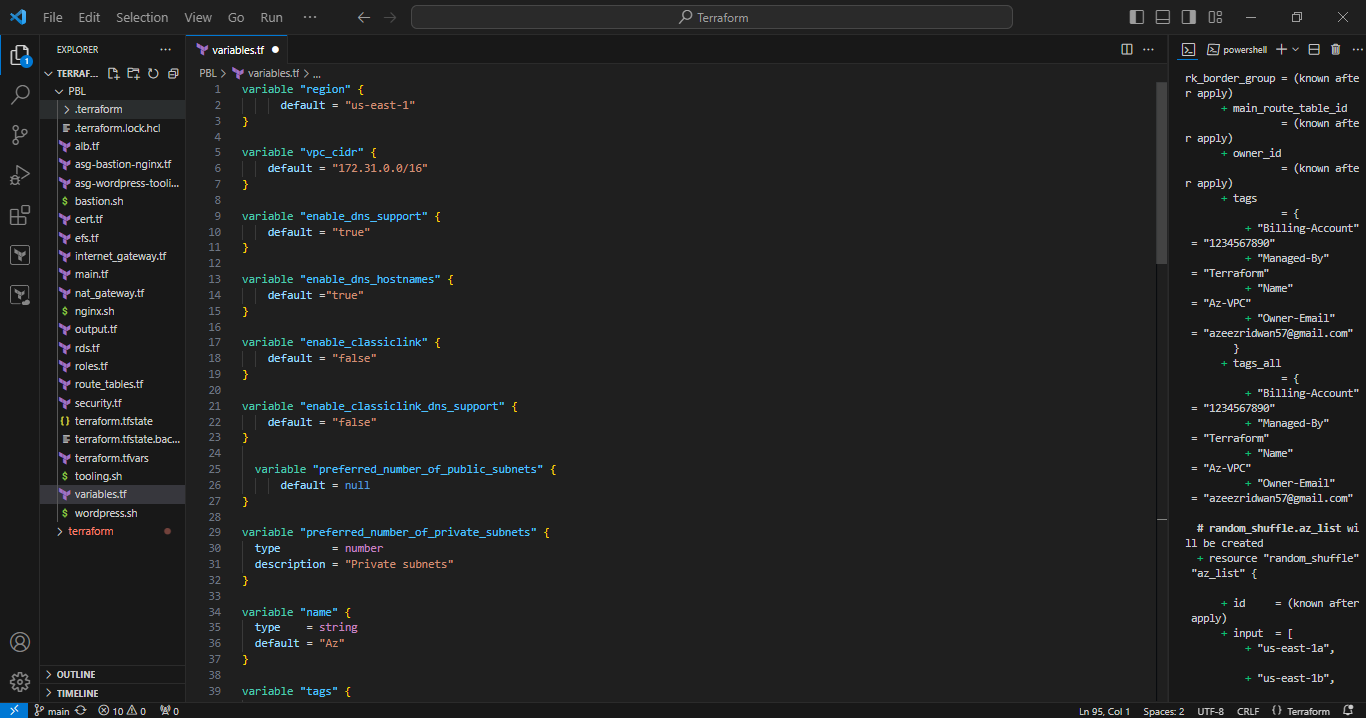 File Edit Selection View Go Run ···
Terraform
EXPLORER ···
variables.tf
powershell
1
TERRAF...
PBL
.terraform
.terraform.lock.hcl
alb.tf
asg-bastion-nginx.tf
asg-wordpress-tooli...
bastion.sh
cert.tf
efs.tf
internet_gateway.tf
main.tf
nat_gateway.tf
nginx.sh
output.tf
rds.tf
roles.tf
route_tables.tf
security.tf
terraform.tfstate
terraform.tfstate.bac...
terraform.tfvars
tooling.sh
variables.tf
wordpress.sh
terraform
OUTLINE
TIMELINE
PBL > variables.tf > ...
1 variable "region" {
2 default = "us-east-1"
3 }
4
5 variable "vpc_cidr" {
6 default = "172.31.0.0/16"
7 }
8
9 variable "enable_dns_support" {
10 default = "true"
11 }
12
13 variable "enable_dns_hostnames" {
14 default ="true"
15 }
16
17 variable "enable_classiclink" {
18 default = "false"
19 }
20
21 variable "enable_classiclink_dns_support" {
22 default = "false"
23 }
24
25 variable "preferred_number_of_public_subnets" {
26 default = null
27 }
28
29 variable "preferred_number_of_private_subnets" {
30 type = number
31 description = "Private subnets"
32 }
33
34 variable "name" {
35 type = string
36 default = "Az"
37 }
38
39 variable "tags" {
rk_border_group = (known afte
r apply)
+ main_route_table_id
= (known afte
r apply)
+ owner_id
= (known afte
r apply)
+ tags
= {
+ "Billing-Account"
= "1234567890"
+ "Managed-By"
= "Terraform"
+ "Name"
= "Az-VPC"
+ "Owner-Email"
= "azeezridwan57@gmail.com"
}
+ tags_all
= {
+ "Billing-Account"
= "1234567890"
+ "Managed-By"
= "Terraform"
+ "Name"
= "Az-VPC"
+ "Owner-Email"
= "azeezridwan57@gmail.com"
# random_shuffle.az_list wi
ll be created
+ resource "random_shuffle"
"az_list" {
+ id = (known after
apply)
+ input = [
+ "us-east-1a",
+ "us-east-1b",
main 10 0 0
Ln 95, Col 1 Spaces: 2 UTF-8 CRLF {} Terraform